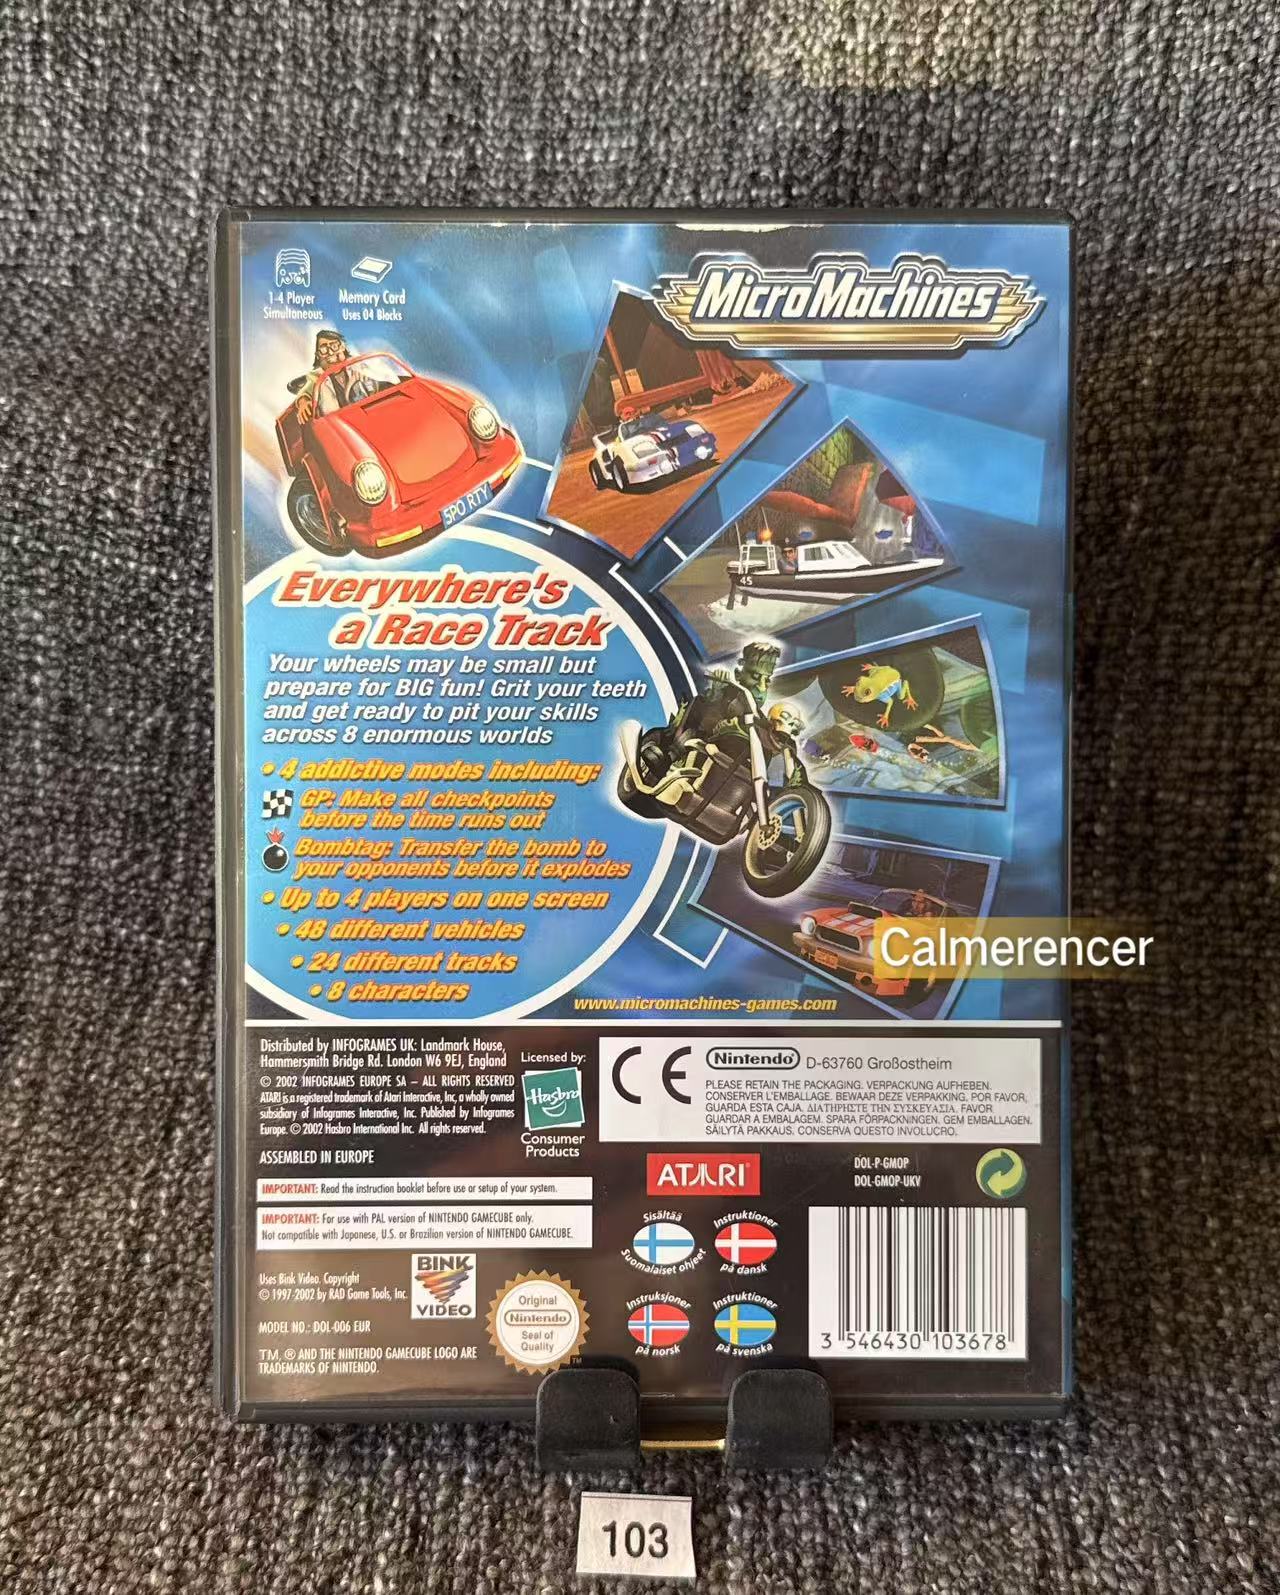 1-4 Player
Simultaneous
Memory Card
Uses 04 Blocks
MicroMachines
SPO RTY
45
Everywhere's
a Race Track
Your wheels may be small but
prepare for BIG fun! Grit your teeth
and get ready to pit your skills
across 8 enormous worlds
• 4 addictive modes including:
GP: Make all checkpoints
before the time runs out
Bombtag: Transfer the bomb to
your opponents before it explodes
• Up to 4 players on one screen
• 48 different vehicles
• 24 different tracks
• 8 characters
Calmerencer
www.micromachines-games.com
Distributed by INFOGRAMES UK: Landmark House,
Hammersmith Bridge Rd. London W6 9EJ, England
© 2002 INFOGRAMES EUROPE SA – ALL RIGHTS RESERVED
ATARI is a registered trademark of Atari Interactive, Inc, a wholly owned
subsidiary of Infogrames Interactive, Inc. Published by Infogrames
Europe. © 2002 Hasbro International Inc. All rights reserved.
ASSEMBLED IN EUROPE
Licensed by:
Hasbro
Consumer
Products
CE
Nintendo D-63760 Großostheim
PLEASE RETAIN THE PACKAGING. VERPACKUNG AUFHEBEN.
CONSERVER L'EMBALLAGE. BEWAAR DEZE VERPAKKING. POR FAVOR,
GUARDA ESTA CAJA. ΔΙΑΤΗΡΗΣΤΕ ΤΗΝ ΣΥΣΚΕΥΑΣΙΑ. FAVOR
GUARDAR A EMBALAGEM. SPARA FÖRPACKNINGEN. GEM EMBALLAGEN.
SÄILYTÄ PAKKAUS. CONSERVA QUESTO INVOLUCRO.
ATARI
DOL-P-GMOP
DOL-GMOP-UKV
IMPORTANT: Read the instruction booklet before use or setup of your system.
IMPORTANT: For use with PAL version of NINTENDO GAMECUBE only.
Not compatible with Japanese, U.S. or Brazilian version of NINTENDO GAMECUBE.
Uses Bink Video. Copyright
© 1997-2002 by RAD Game Tools, Inc.
BINK
VIDEO
MODEL NO.: DOL-006 EUR
TM, ® AND THE NINTENDO GAMECUBE LOGO ARE
TRADEMARKS OF NINTENDO.
Original
Nintendo
Seal of
Quality
TM
Sisältää
Suomalaiset ohjeet
Instruktioner
på dansk
Instruksjoner
på norsk
Instruktioner
på svenska
3 546430 103678
103